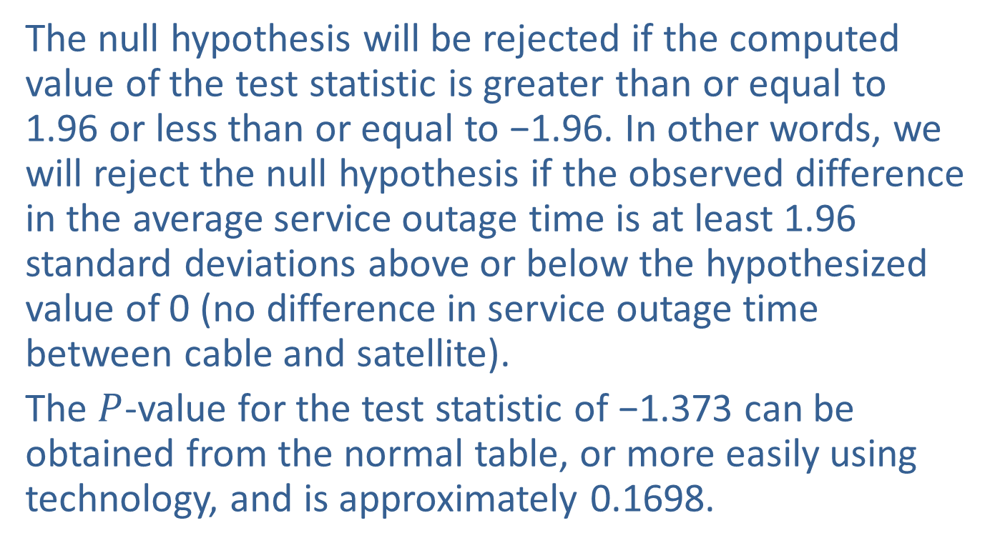 The null hypothesis will be rejected if the computed
value of the test statistic is greater than or equal to
1.96 or less than or equal to −1.96. In other words, we
will reject the null hypothesis if the observed difference
in the average service outage time is at least 1.96
standard deviations above or below the hypothesized
value of 0 (no difference in service outage time
between cable and satellite).
The P-value for the test statistic of −1.373 can be
obtained from the normal table, or more easily using
technology, and is approximately 0.1698.